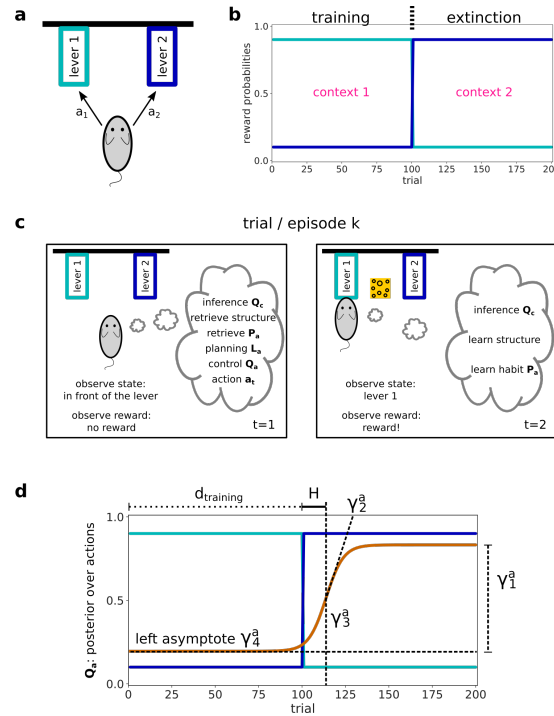 a
lever 1
lever 2
a1
a2
b
training
extinction
reward probabilities
1.0
0.5
0.0
context 1
context 2
0 25 50 75 100 125 150 175 200
trial
c
trial / episode k
lever 1
lever 2
inference Qc
retrieve structure
retrieve Pa
planning La
control Qa
action at
observe state:
in front of the lever
observe reward:
no reward
t=1
lever 1
lever 2
inference Qc
learn structure
learn habit Pa
observe state:
lever 1
observe reward:
reward!
t=2
d
dtraining
H
γ2a
Qa: posterior over actions
1.0
0.5
0.0
left asymptote γ4a
γ3a
γ1a
0 25 50 75 100 125 150 175 200
trial